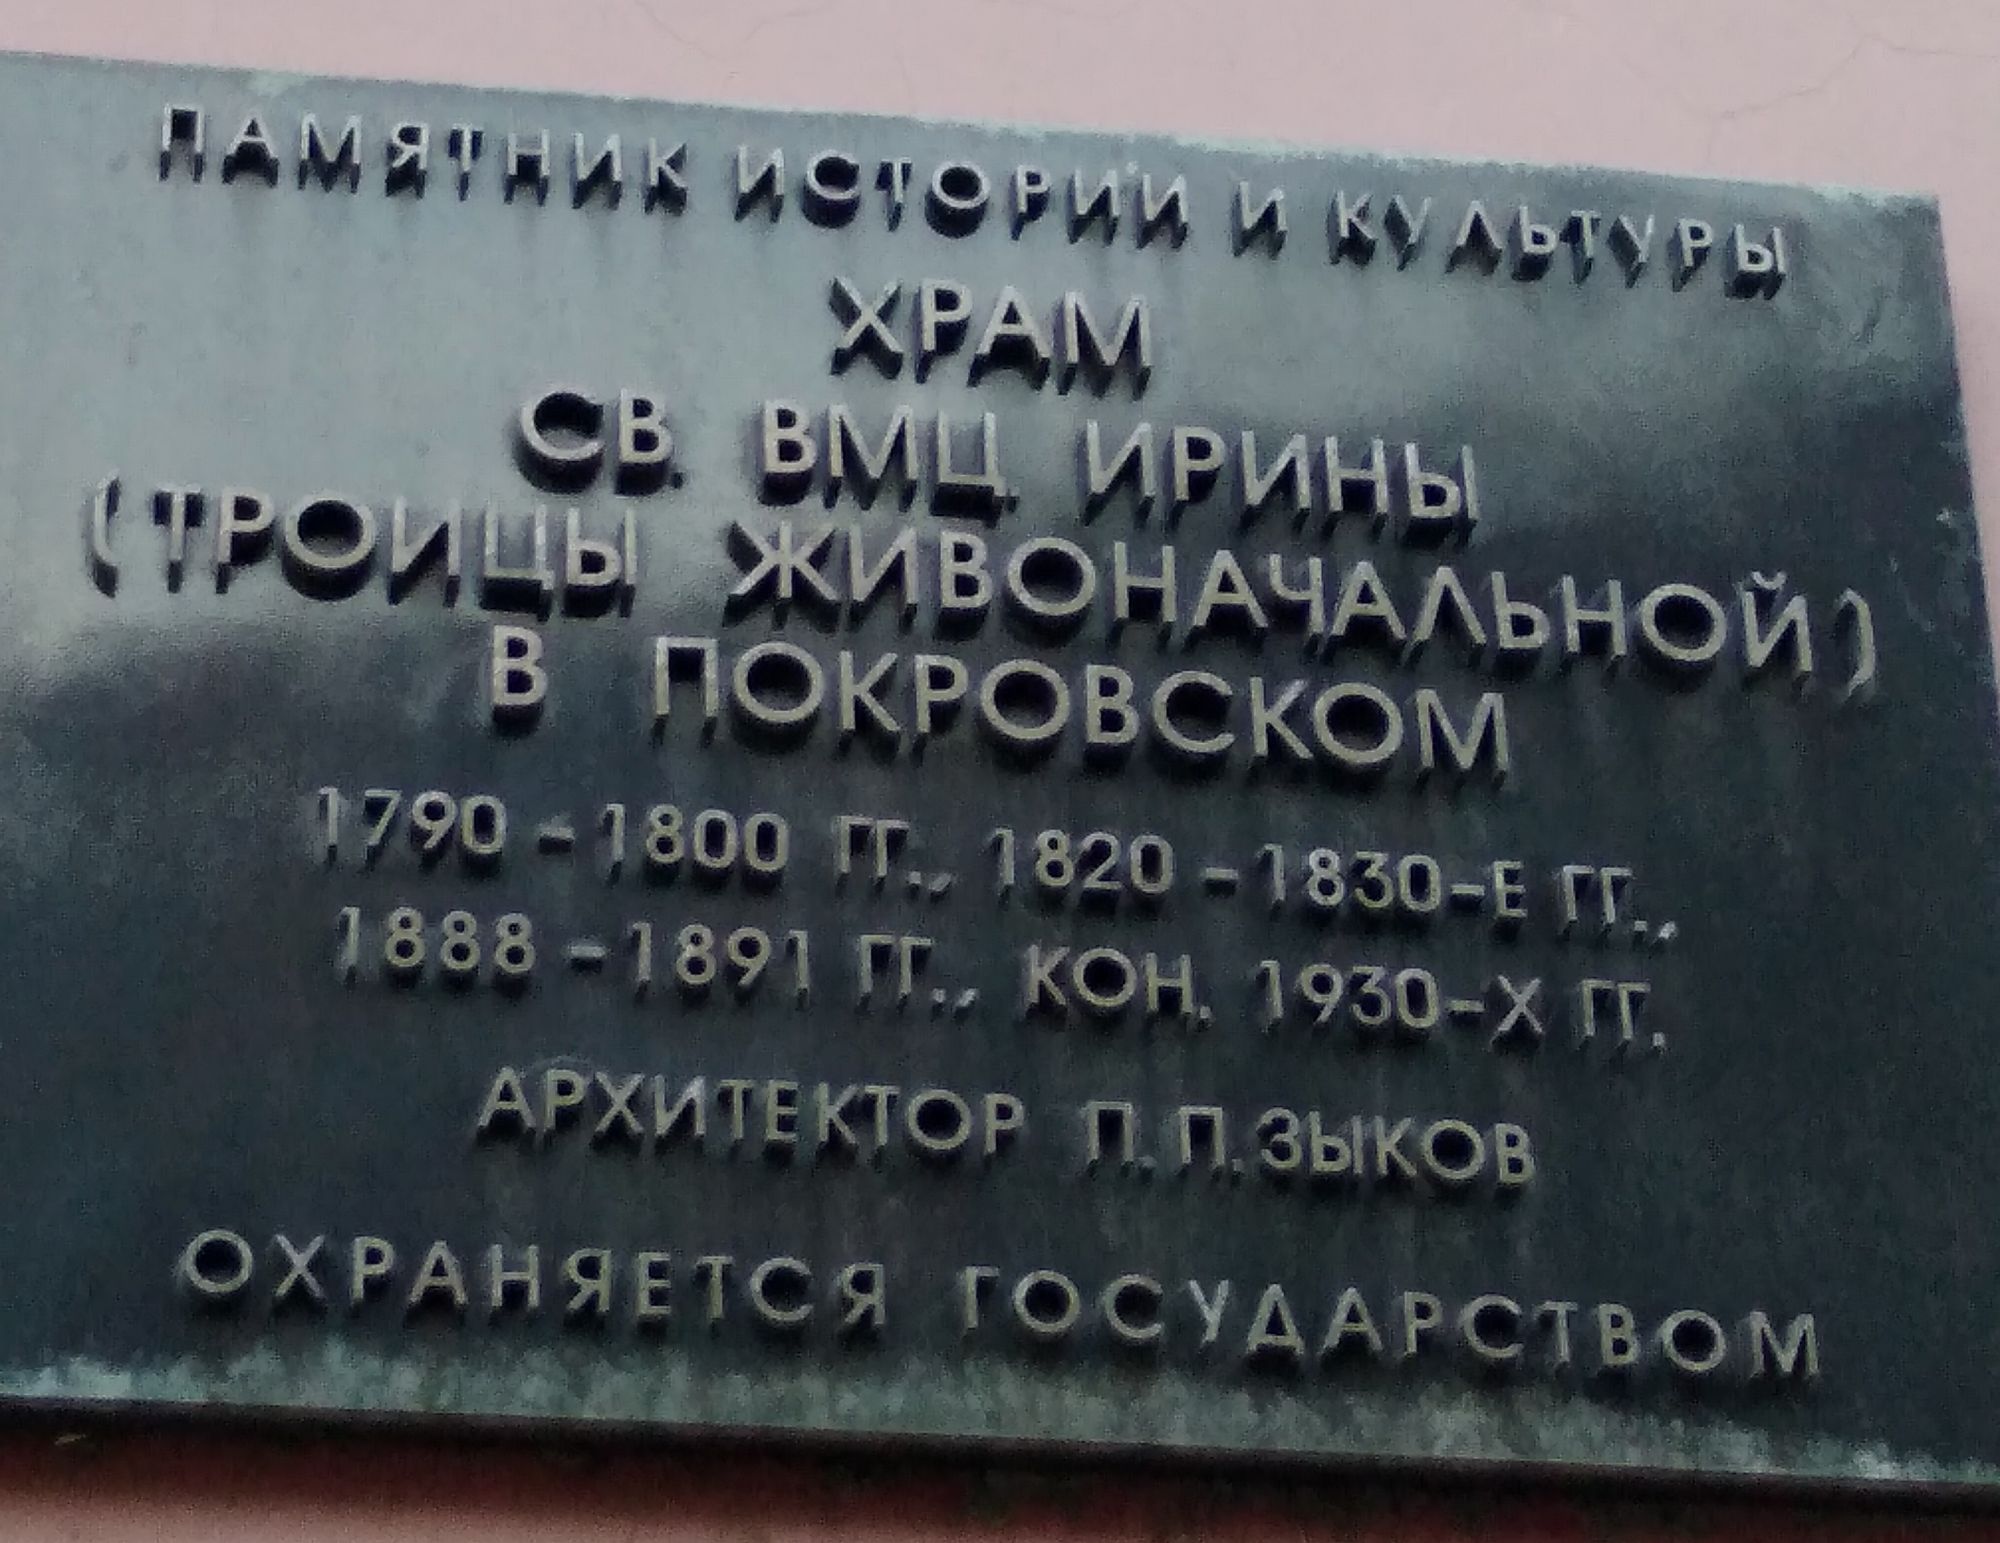 ПАМЯТНИК ИСТОРИИ И КУЛЬТУРЫ
ХРАМ
СВ. ВМЦ. ИРИНЫ
(ТРОИЦЫ ЖИВОНАЧАЛЬНОЙ)
В ПОКРОВСКОМ
1790 - 1800 ГГ., 1820 - 1830-Е ГГ.,
1888 - 1891 ГГ., КОН. 1930-Х ГГ.
АРХИТЕКТОР П.П.ЗЫКОВ
ОХРАНЯЕТСЯ ГОСУДАРСТВОМ